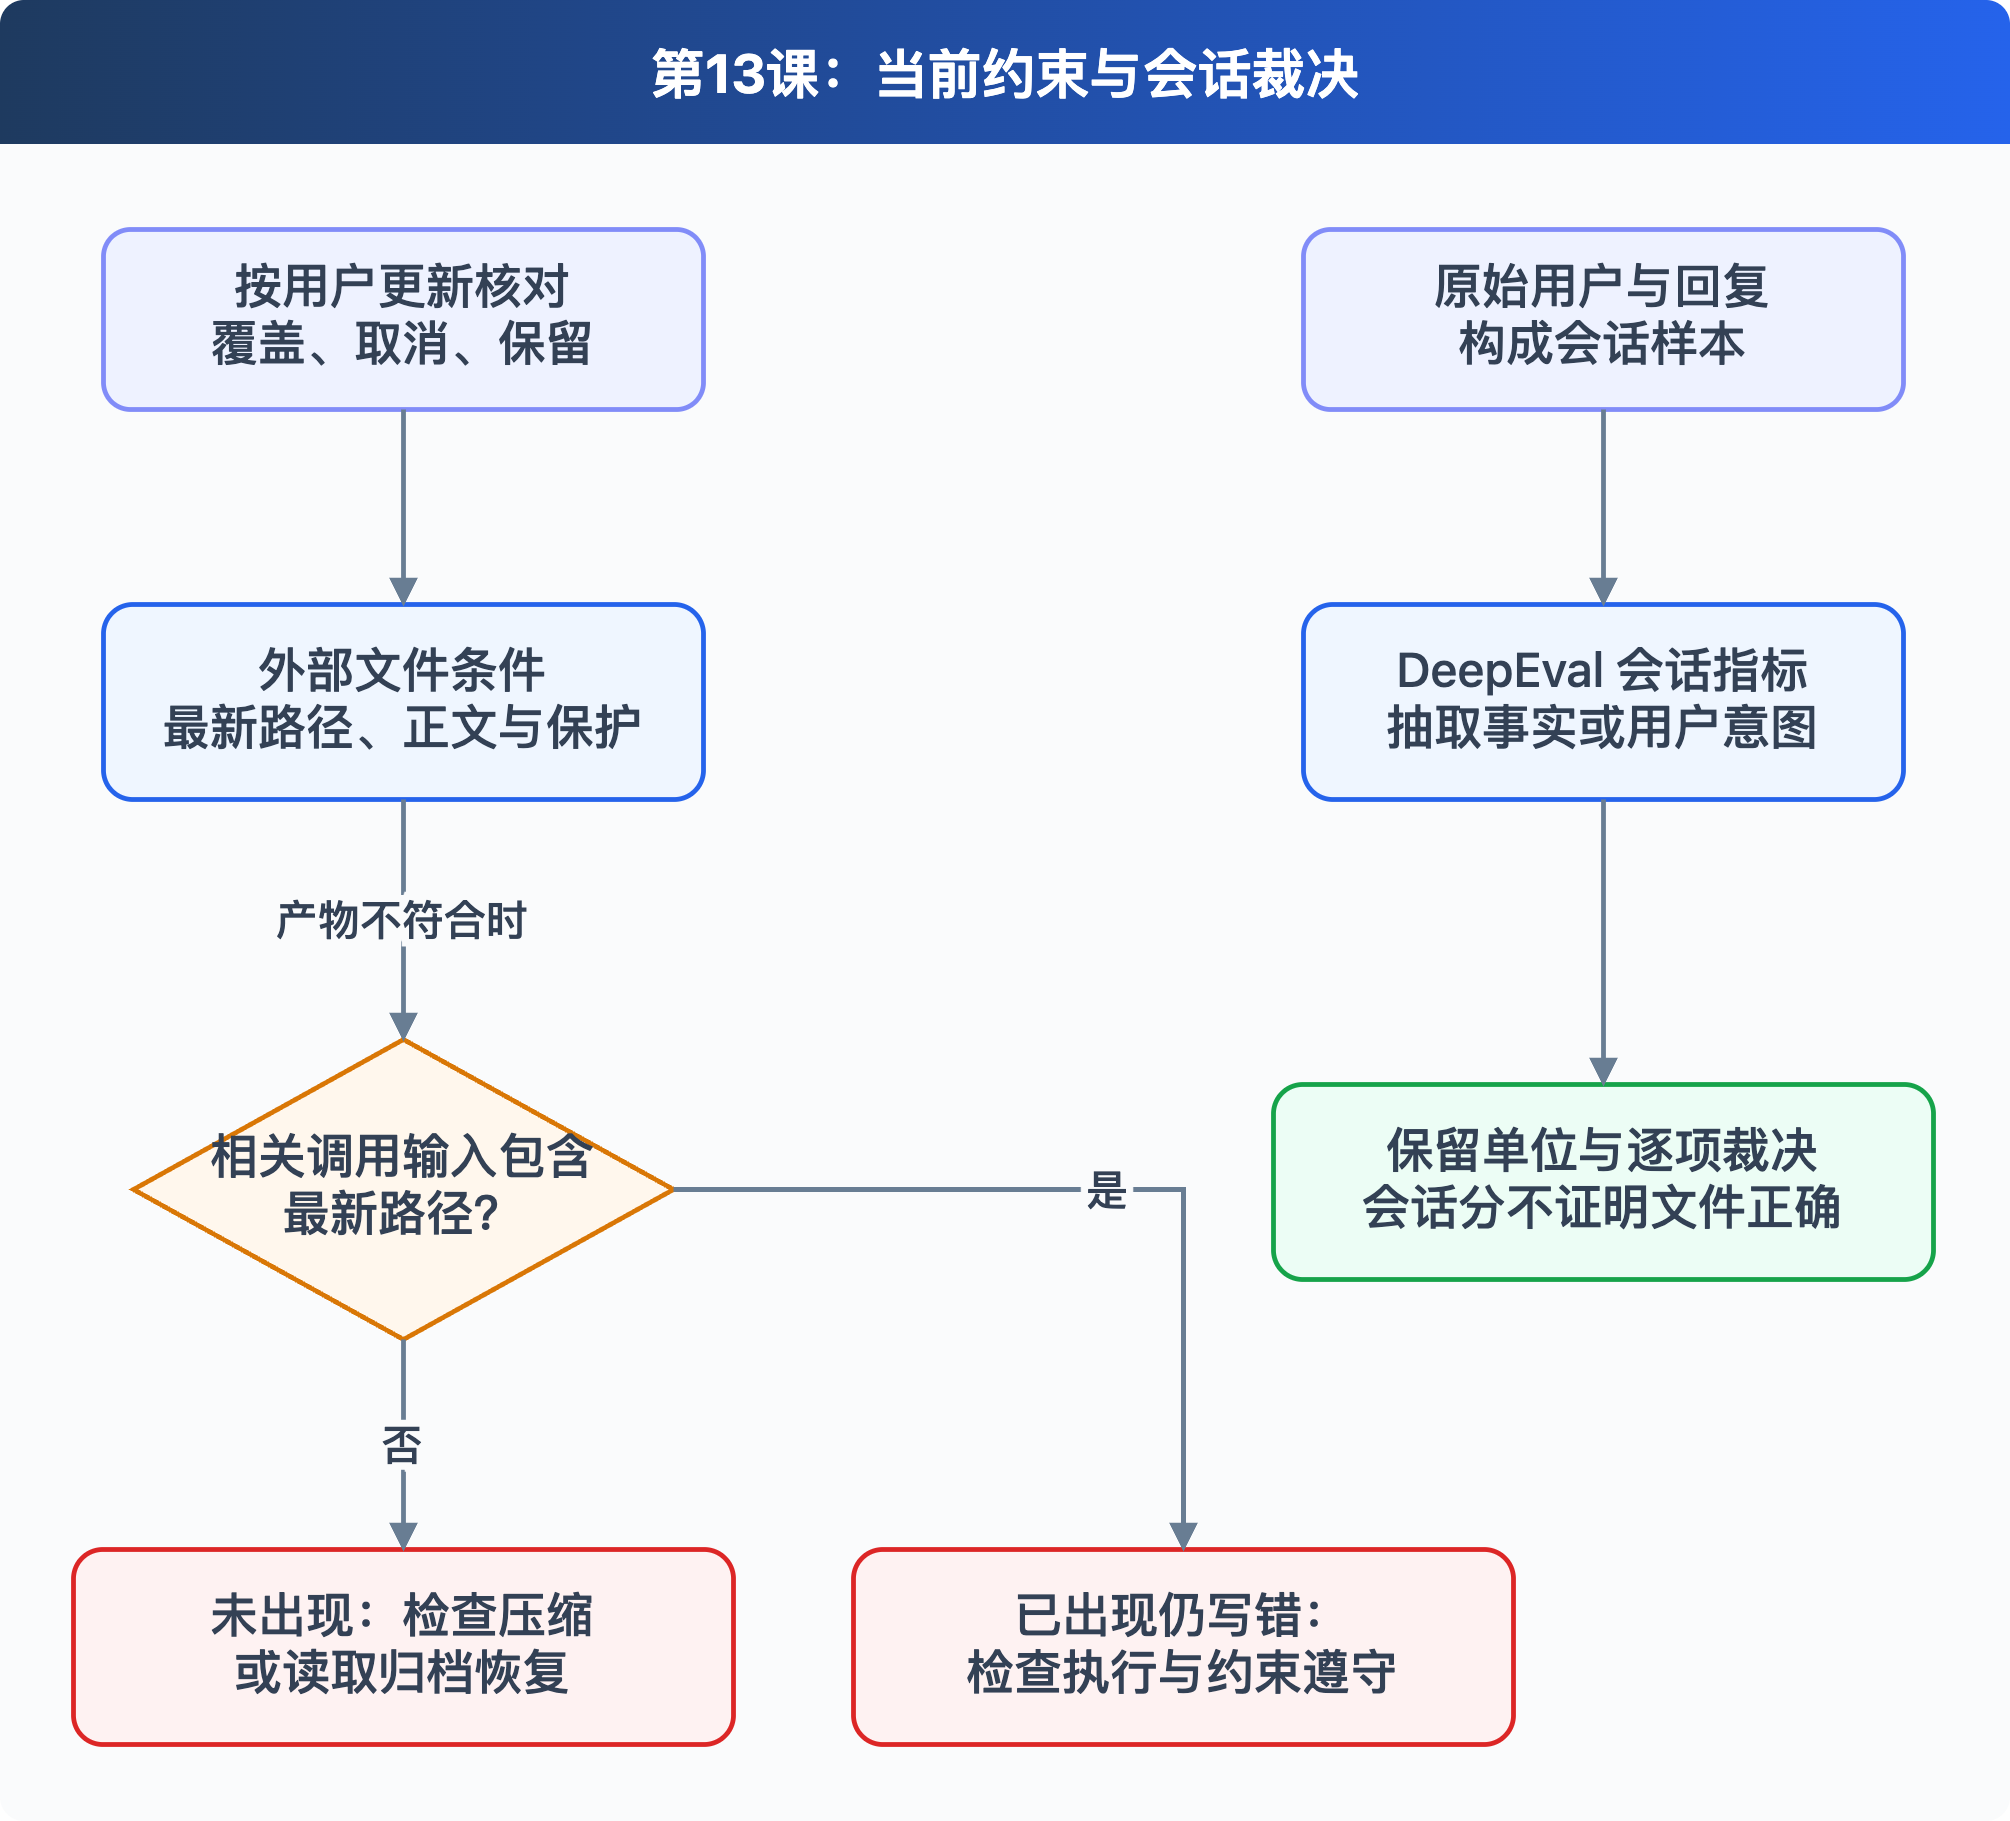 第13课：当前约束与会话裁决
按用户更新核对
覆盖、取消、保留
原始用户与回复
构成会话样本
外部文件条件
最新路径、正文与保护
DeepEval 会话指标
抽取事实或用户意图
产物不符合时
相关调用输入包含
最新路径?
是
保留单位与逐项裁决
会话分不证明文件正确
否
未出现：检查压缩
或读取归档恢复
已出现仍写错：
检查执行与约束遵守